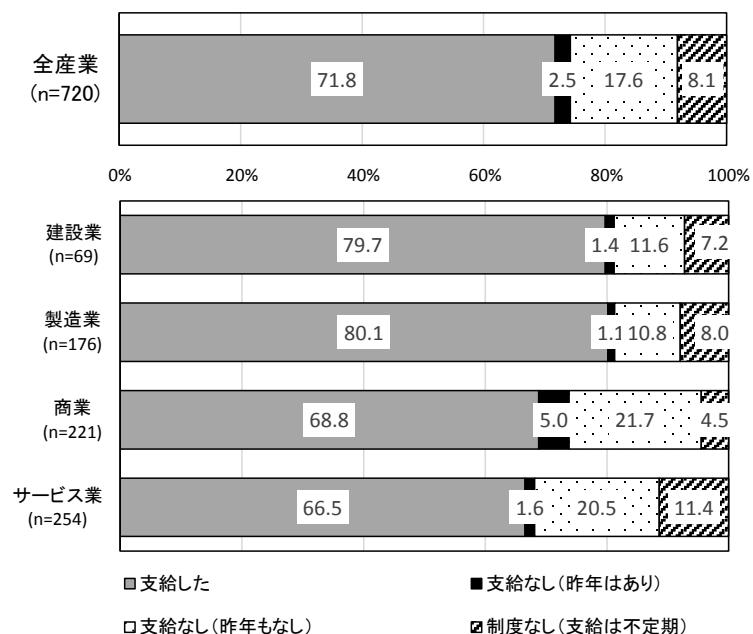 全産業
(n=720)
71.8 2.5 17.6 8.1
0% 20% 40% 60% 80% 100%
建設業
(n=69)
79.7 1.4 11.6 7.2
製造業
(n=176)
80.1 1.1 10.8 8.0
商業
(n=221)
68.8 5.0 21.7 4.5
サービス業
(n=254)
66.5 1.6 20.5 11.4
支給した 支給なし(昨年はあり)
支給なし(昨年もなし) 制度なし(支給は不定期)